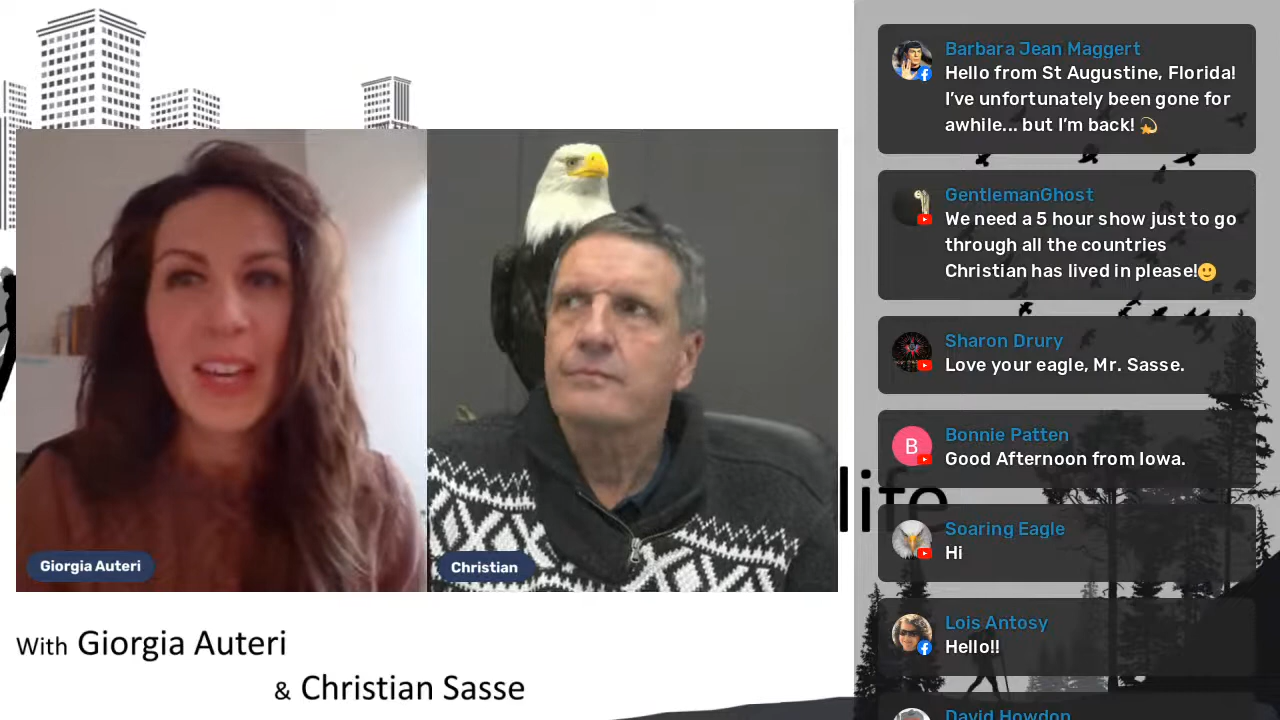 Giorgia Auteri
Christian
With Giorgia Auteri
& Christian Sasse
life
Barbara Jean Maggert
Hello from St Augustine, Florida!
I’ve unfortunately been gone for
awhile... but I’m back! 💫
GentlemanGhost
We need a 5 hour show just to go
through all the countries
Christian has lived in please!🙂
Sharon Drury
Love your eagle, Mr. Sasse.
B
Bonnie Patten
Good Afternoon from Iowa.
Soaring Eagle
Hi
Lois Antosy
Hello!!
David Howdon